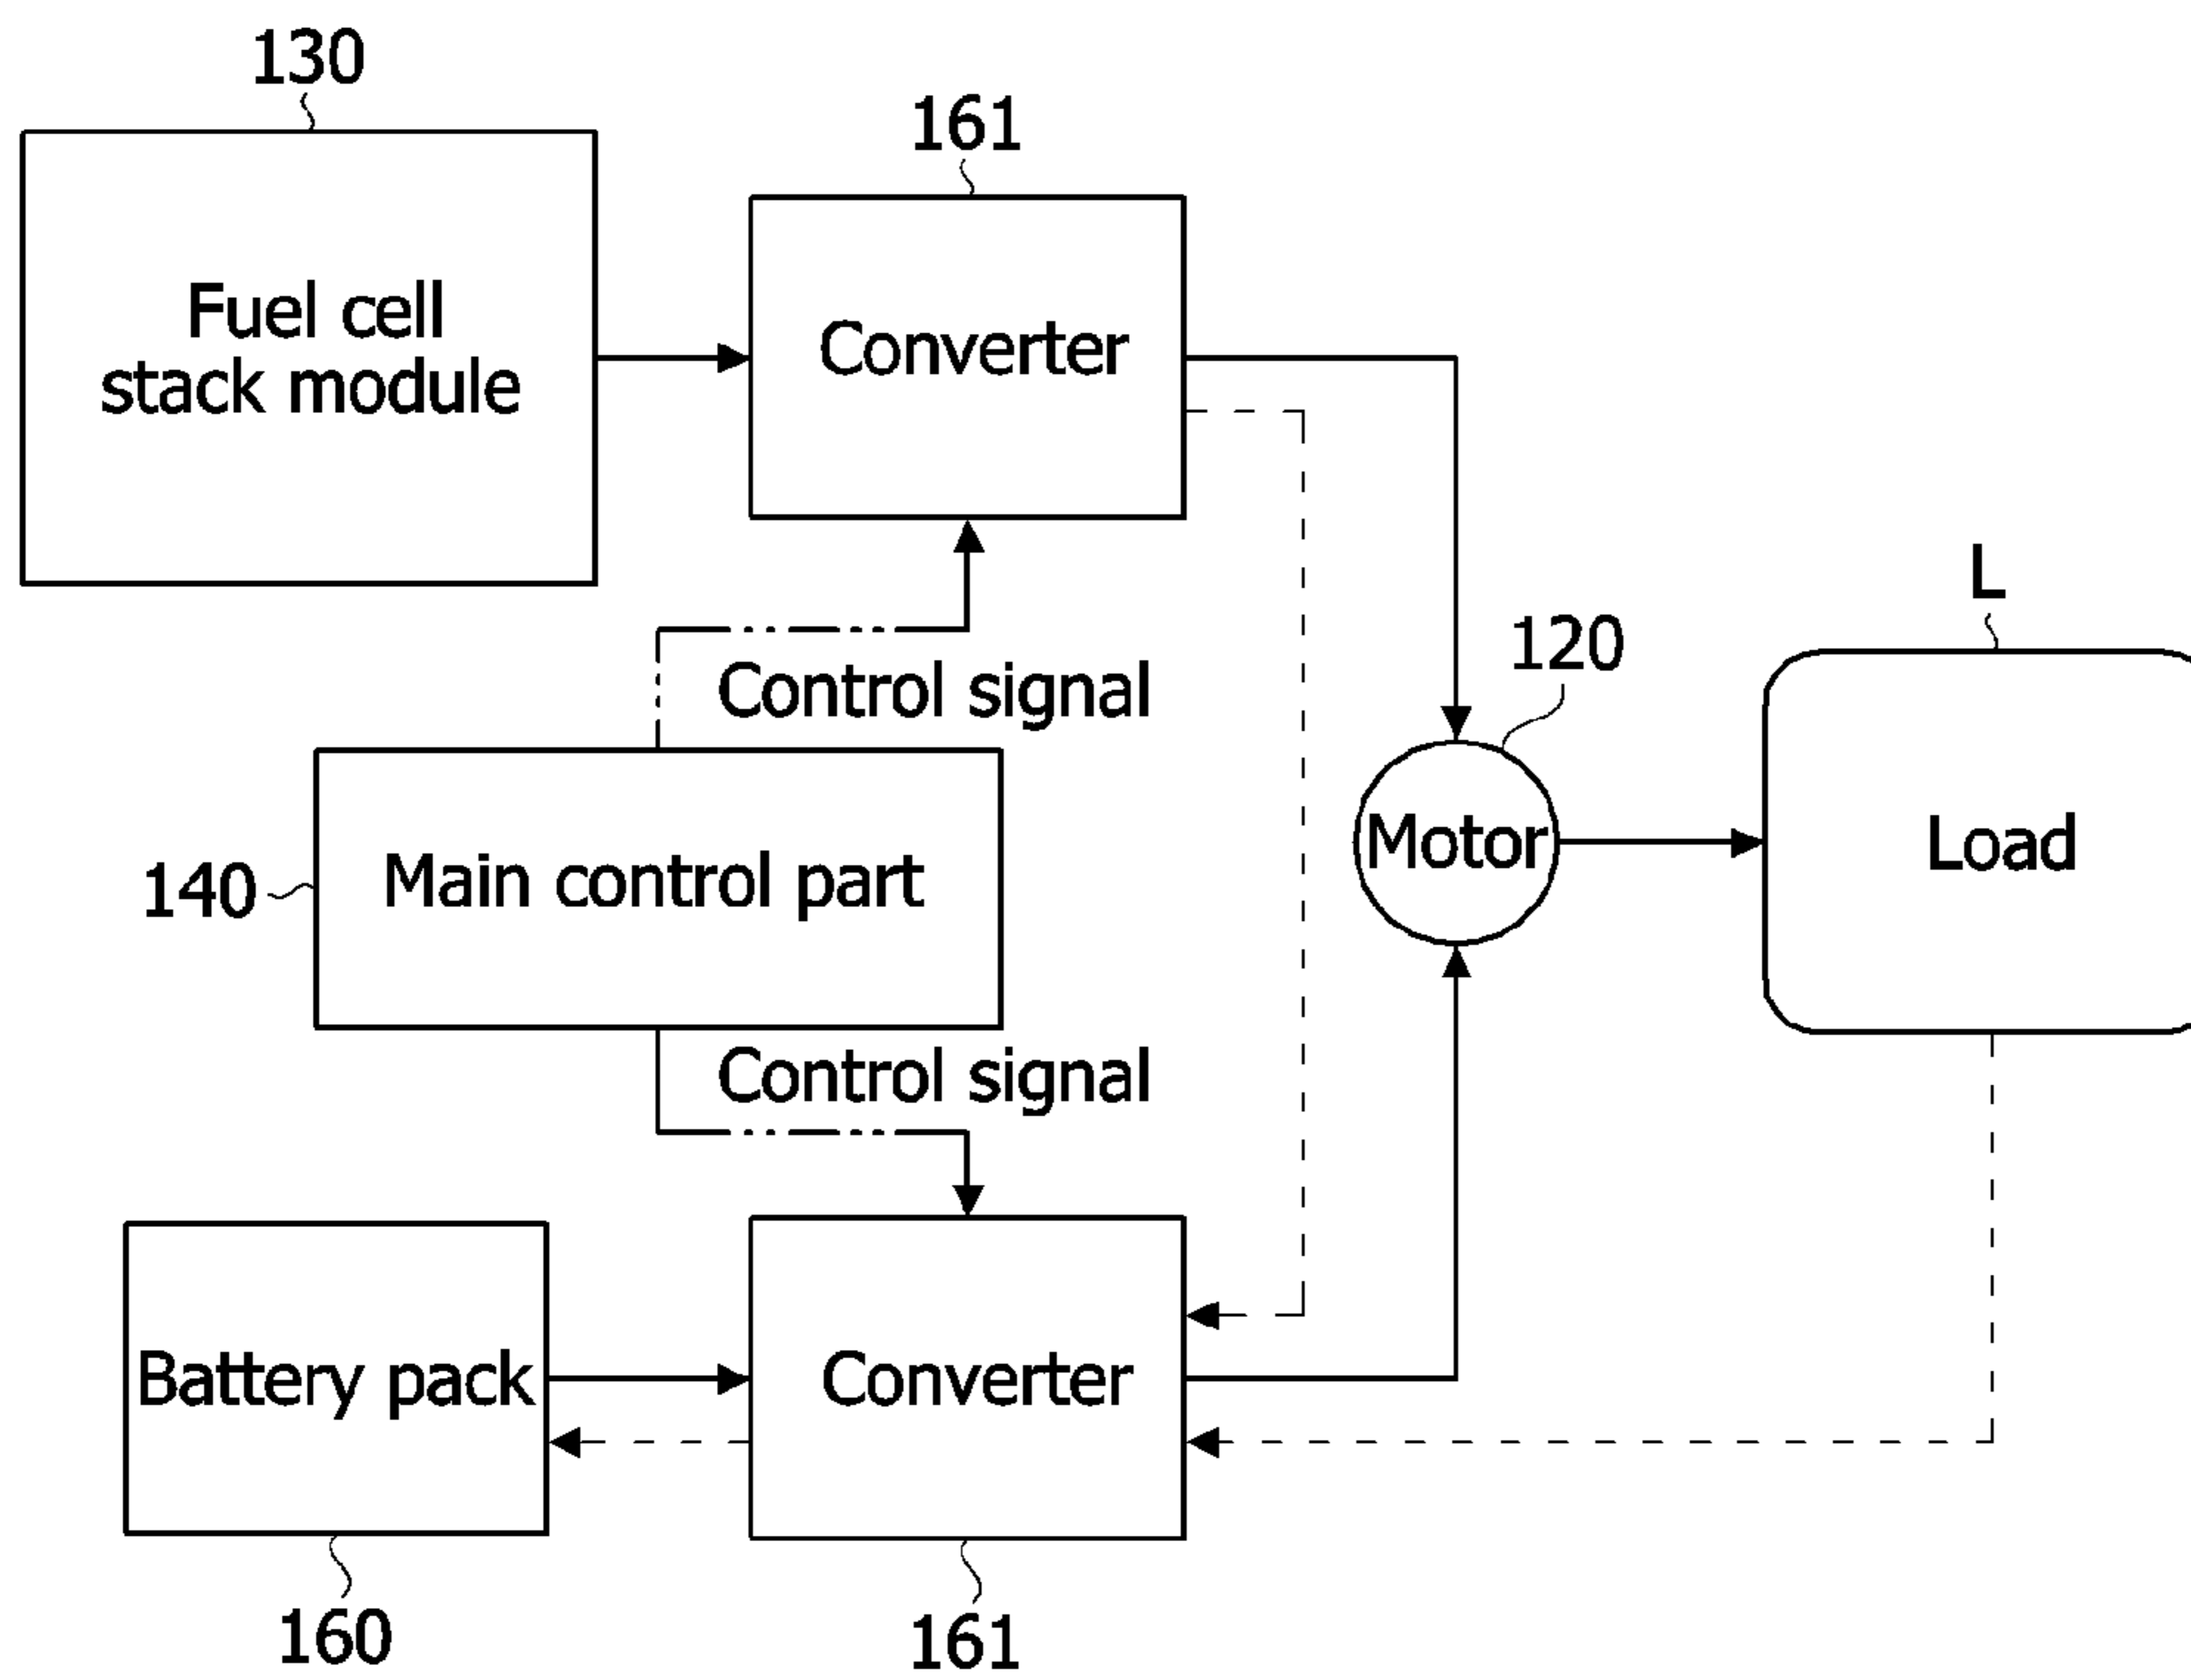 130
161
Fuel cell
stack module
Converter
L
120
Control signal
Motor
Load
140
Main control part
Control signal
Battery pack
Converter
160
161